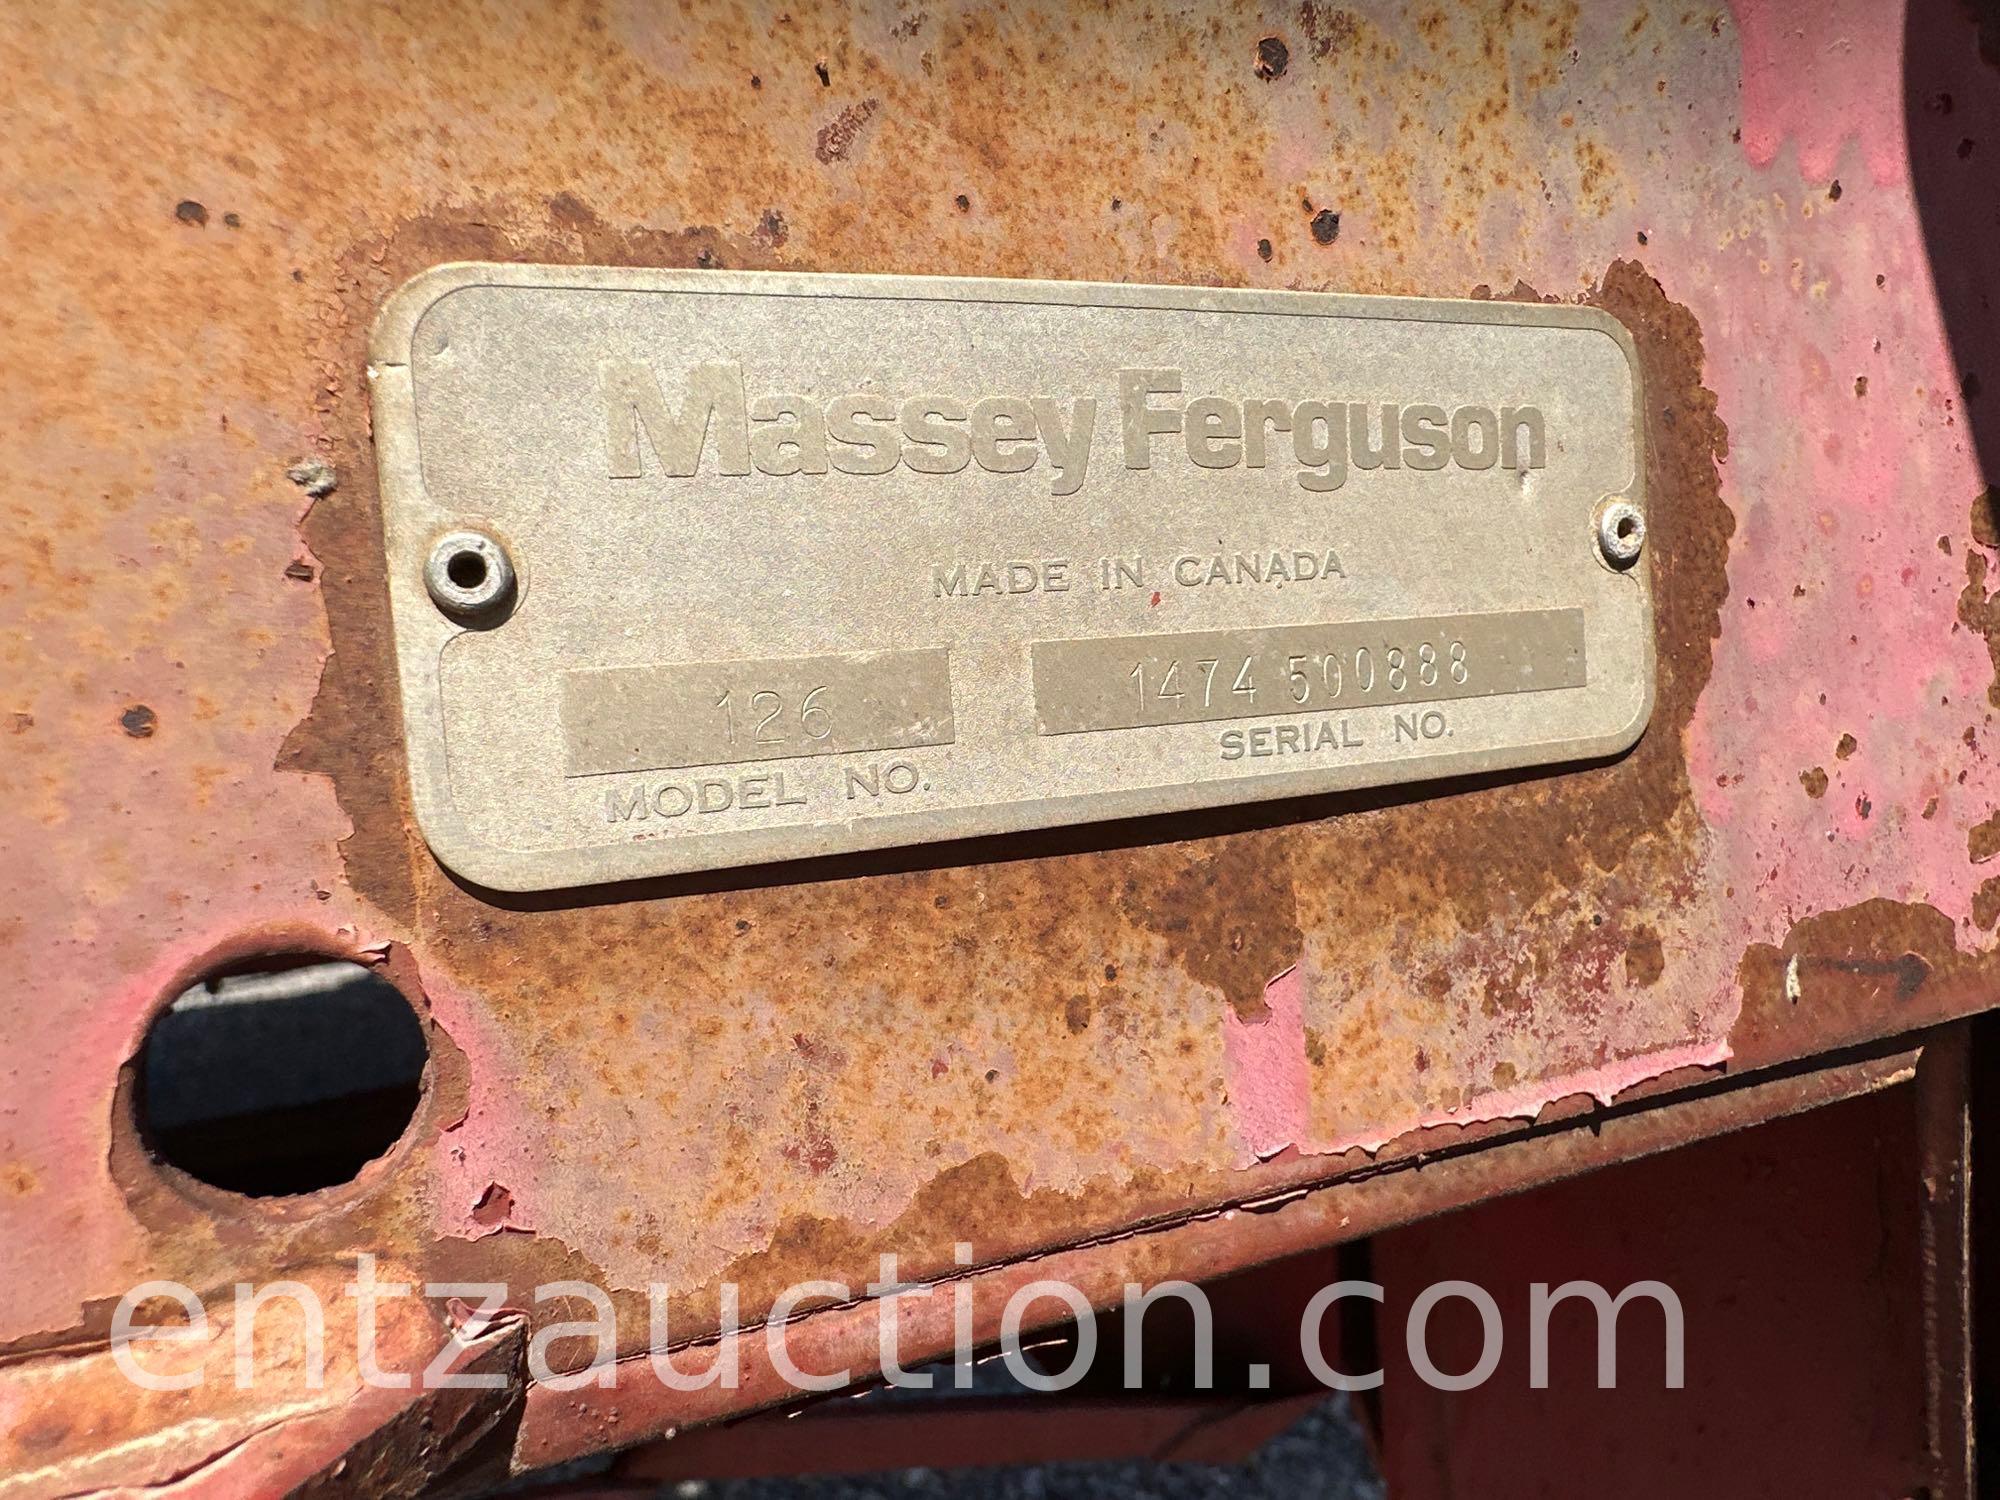 Massey Ferguson
MADE IN CANADA
126 1474 500888
MODEL NO. SERIAL NO.
entzauction.com